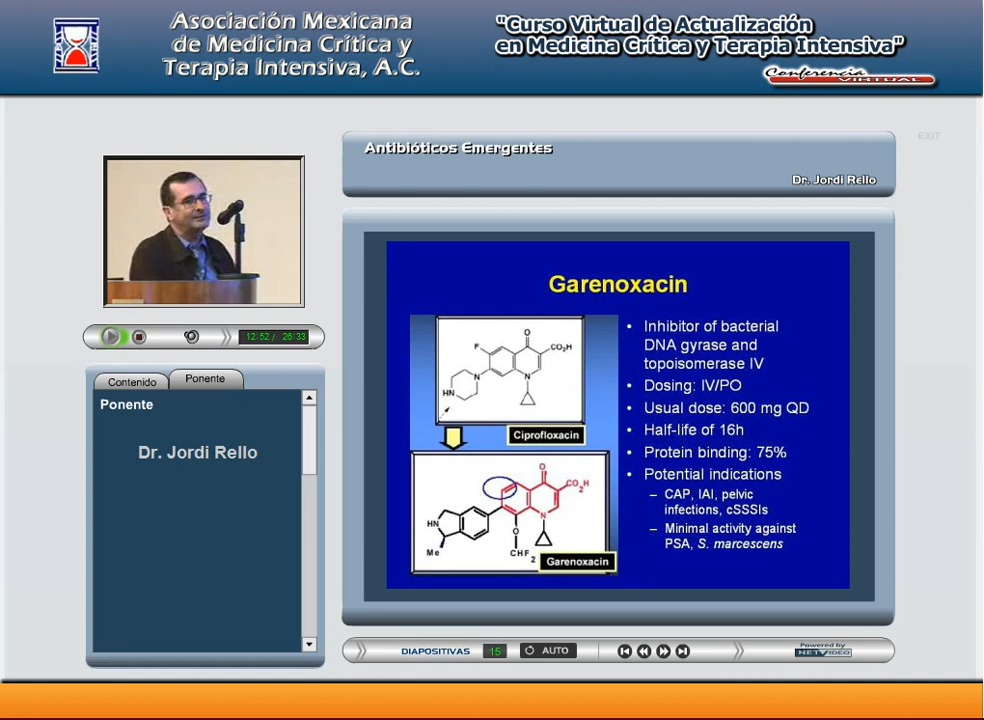 Asociación Mexicana
de Medicina Crítica y
Terapia Intensiva, A.C.
"Curso Virtual de Actualización
en Medicina Crítica y Terapia Intensiva"
Conferencia
VIRTUAL
EXIT
Antibióticos Emergentes
Dr. Jordi Rello
12:52 / 26:33
Contenido
Ponente
Ponente
Dr. Jordi Rello
Garenoxacin
F
O
CO₂H
N
N
HN
Ciprofloxacin
O
CO₂H
HN
N
O
Me
CHF2
Garenoxacin
• Inhibitor of bacterial
DNA gyrase and
topoisomerase IV
• Dosing: IV/PO
• Usual dose: 600 mg QD
• Half-life of 16h
• Protein binding: 75%
• Potential indications
– CAP, IAI, pelvic
infections, cSSSIs
– Minimal activity against
PSA, S. marcescens
DIAPOSITIVAS
15
AUTO
Powered by
NETVIDEO